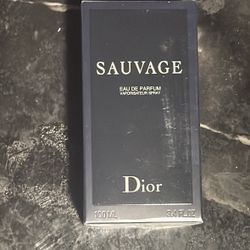 SAUVAGE
EAU DE PARFUM
VAPORISATEUR SPRAY
Dior
100 ML 3.4 FL.OZ